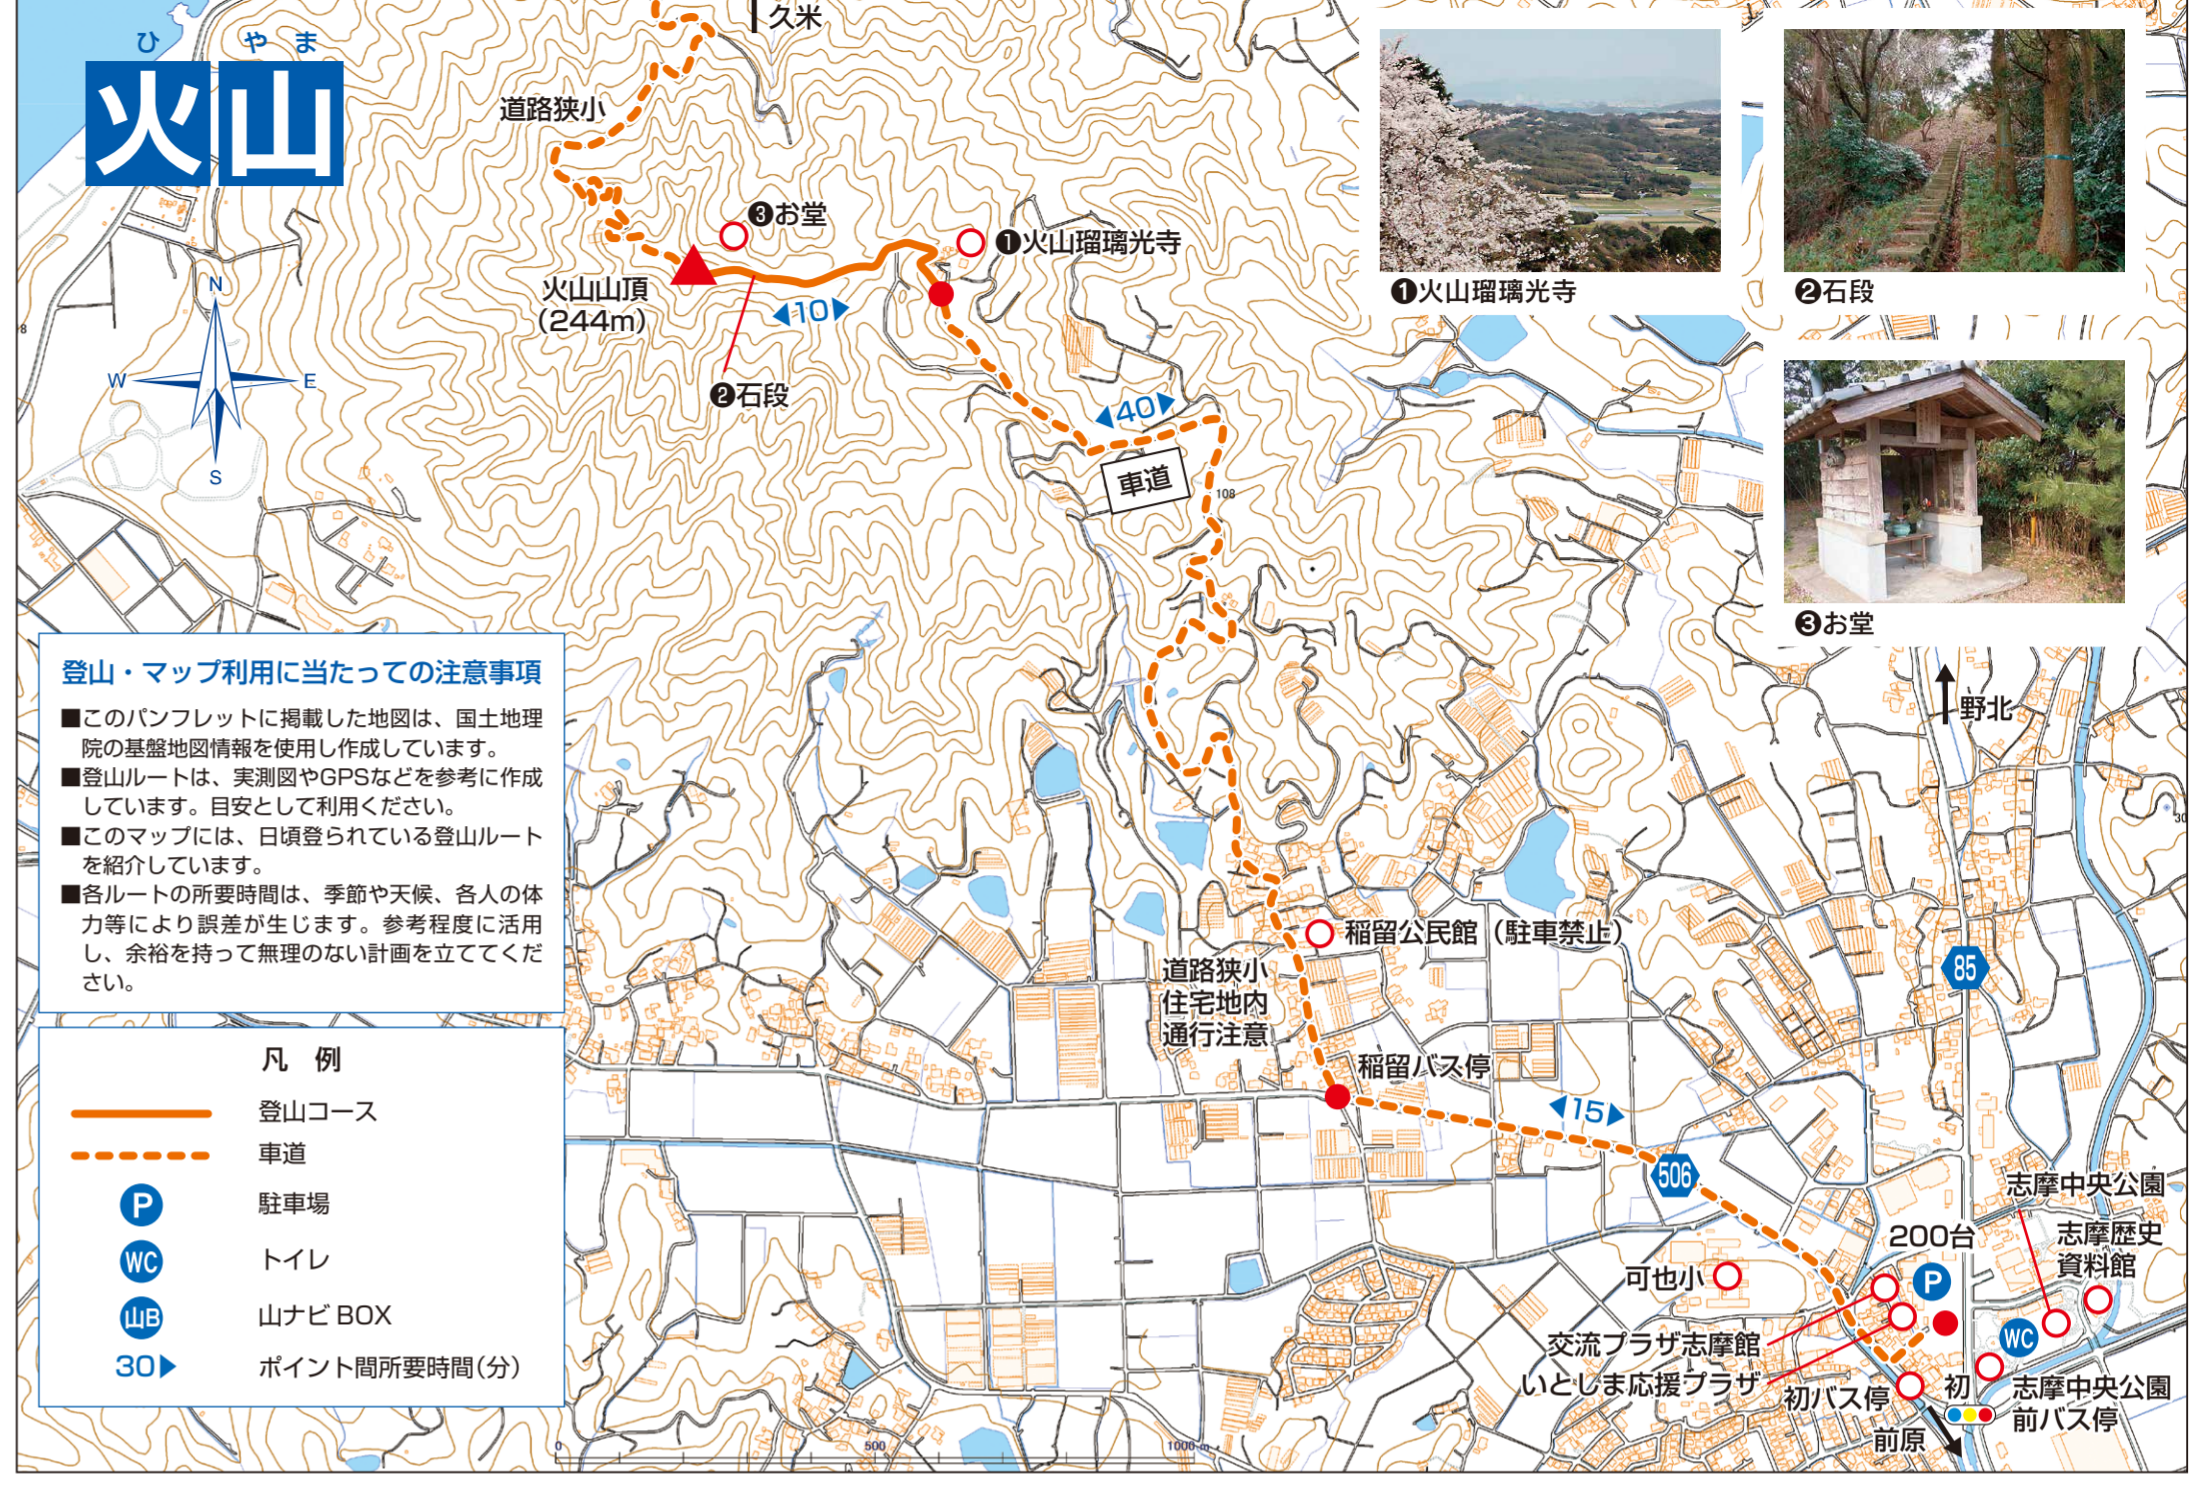 ひ や ま
火山
久米
道路狭小
❸お堂
❶火山瑠璃光寺
火山山頂
(244m)
◀10▶
❷石段
N
W
E
S
8
◀40▶
車道
108
❶火山瑠璃光寺
❷石段
❸お堂
登山・マップ利用に当たっての注意事項
■このパンフレットに掲載した地図は、国土地理
院の基盤地図情報を使用し作成しています。
■登山ルートは、実測図やGPSなどを参考に作成
しています。目安として利用ください。
■このマップには、日頃登られている登山ルート
を紹介しています。
■各ルートの所要時間は、季節や天候、各人の体
力等により誤差が生じます。参考程度に活用
し、余裕を持って無理のない計画を立ててくだ
さい。
凡 例
登山コース
車道
P 駐車場
WC トイレ
山B 山ナビBOX
30▶ ポイント間所要時間(分)
野北
30
85
稲留公民館（駐車禁止）
道路狭小
住宅地内
通行注意
稲留バス停
◀15▶
506
志摩中央公園
200台
P
志摩歴史
資料館
可也小
WC
交流プラザ志摩館
いとしま応援プラザ
初バス停
初
志摩中央公園
前バス停
前原
0 500 1000 m